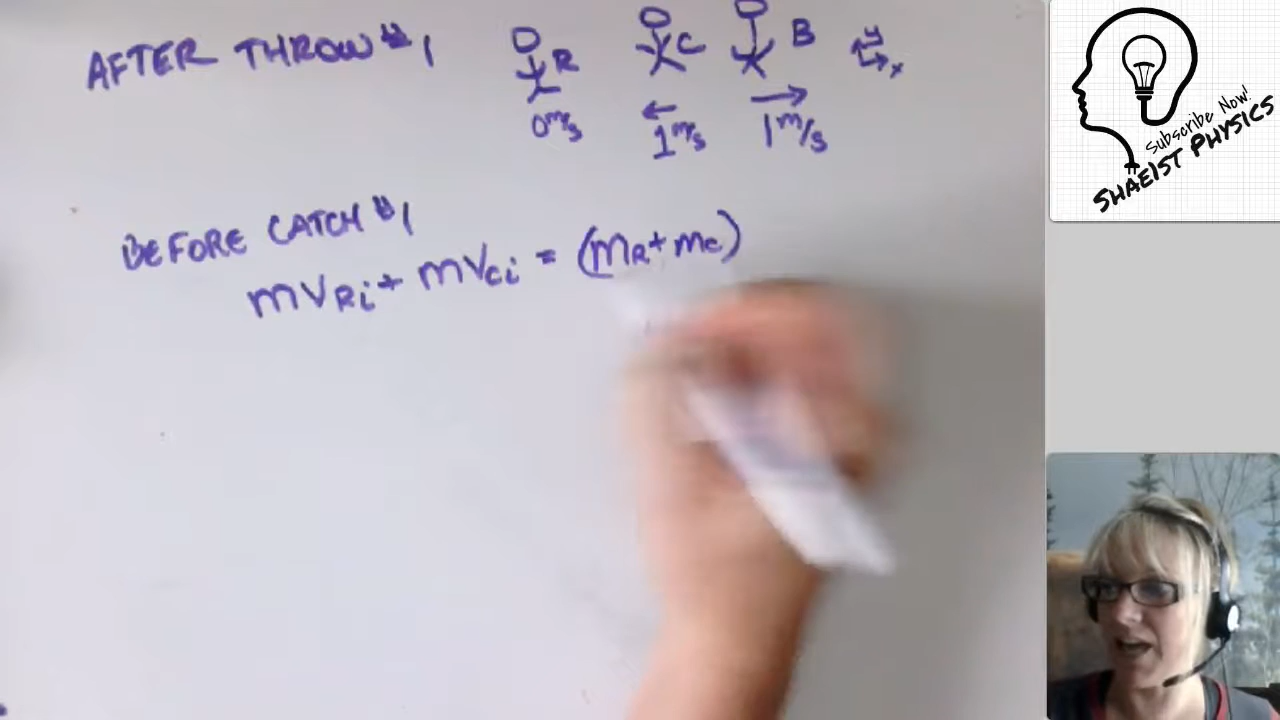 AFTER THROW #1
R C B y
x
0 m/s 1 m/s 1 m/s
BEFORE CATCH #1
mVRi + mVCi = (mR + mC)
Subscribe Now!
SHAEIST PHYSICS